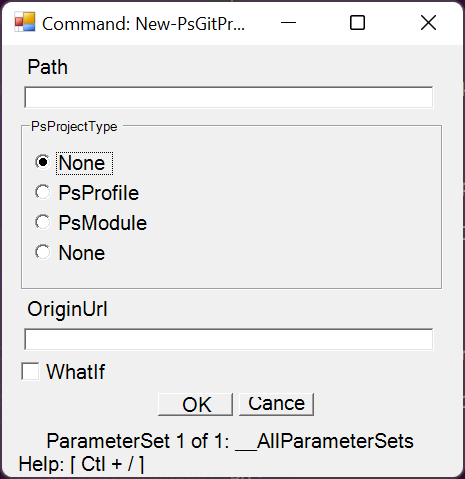 Command: New-PsGitPr...
Path
PsProjectType
None
PsProfile
PsModule
None
OriginUrl
WhatIf
OK Cance
ParameterSet 1 of 1: __AllParameterSets
Help: [ Ctl + / ]